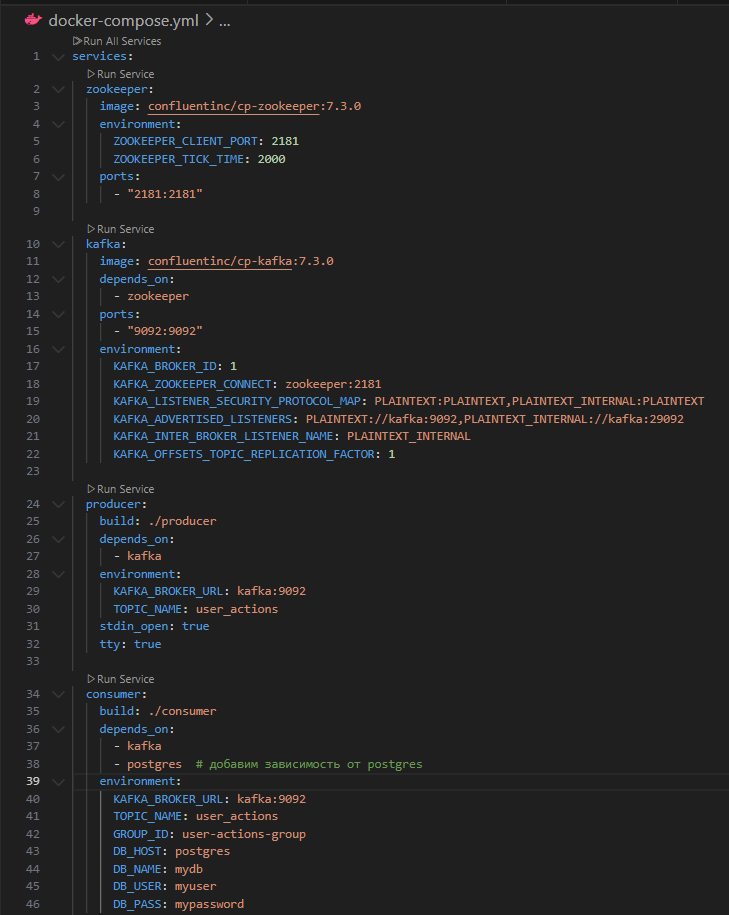 docker-compose.yml > ...
Run All Services
1 services:
Run Service
2 zookeeper:
3 image: confluentinc/cp-zookeeper:7.3.0
4 environment:
5 ZOOKEEPER_CLIENT_PORT: 2181
6 ZOOKEEPER_TICK_TIME: 2000
7 ports:
8 - "2181:2181"
9
Run Service
10 kafka:
11 image: confluentinc/cp-kafka:7.3.0
12 depends_on:
13 - zookeeper
14 ports:
15 - "9092:9092"
16 environment:
17 KAFKA_BROKER_ID: 1
18 KAFKA_ZOOKEEPER_CONNECT: zookeeper:2181
19 KAFKA_LISTENER_SECURITY_PROTOCOL_MAP: PLAINTEXT:PLAINTEXT,PLAINTEXT_INTERNAL:PLAINTEXT
20 KAFKA_ADVERTISED_LISTENERS: PLAINTEXT://kafka:9092,PLAINTEXT_INTERNAL://kafka:29092
21 KAFKA_INTER_BROKER_LISTENER_NAME: PLAINTEXT_INTERNAL
22 KAFKA_OFFSETS_TOPIC_REPLICATION_FACTOR: 1
23
Run Service
24 producer:
25 build: ./producer
26 depends_on:
27 - kafka
28 environment:
29 KAFKA_BROKER_URL: kafka:9092
30 TOPIC_NAME: user_actions
31 stdin_open: true
32 tty: true
33
Run Service
34 consumer:
35 build: ./consumer
36 depends_on:
37 - kafka
38 - postgres # добавим зависимость от postgres
39 environment:
40 KAFKA_BROKER_URL: kafka:9092
41 TOPIC_NAME: user_actions
42 GROUP_ID: user-actions-group
43 DB_HOST: postgres
44 DB_NAME: mydb
45 DB_USER: myuser
46 DB_PASS: mypassword